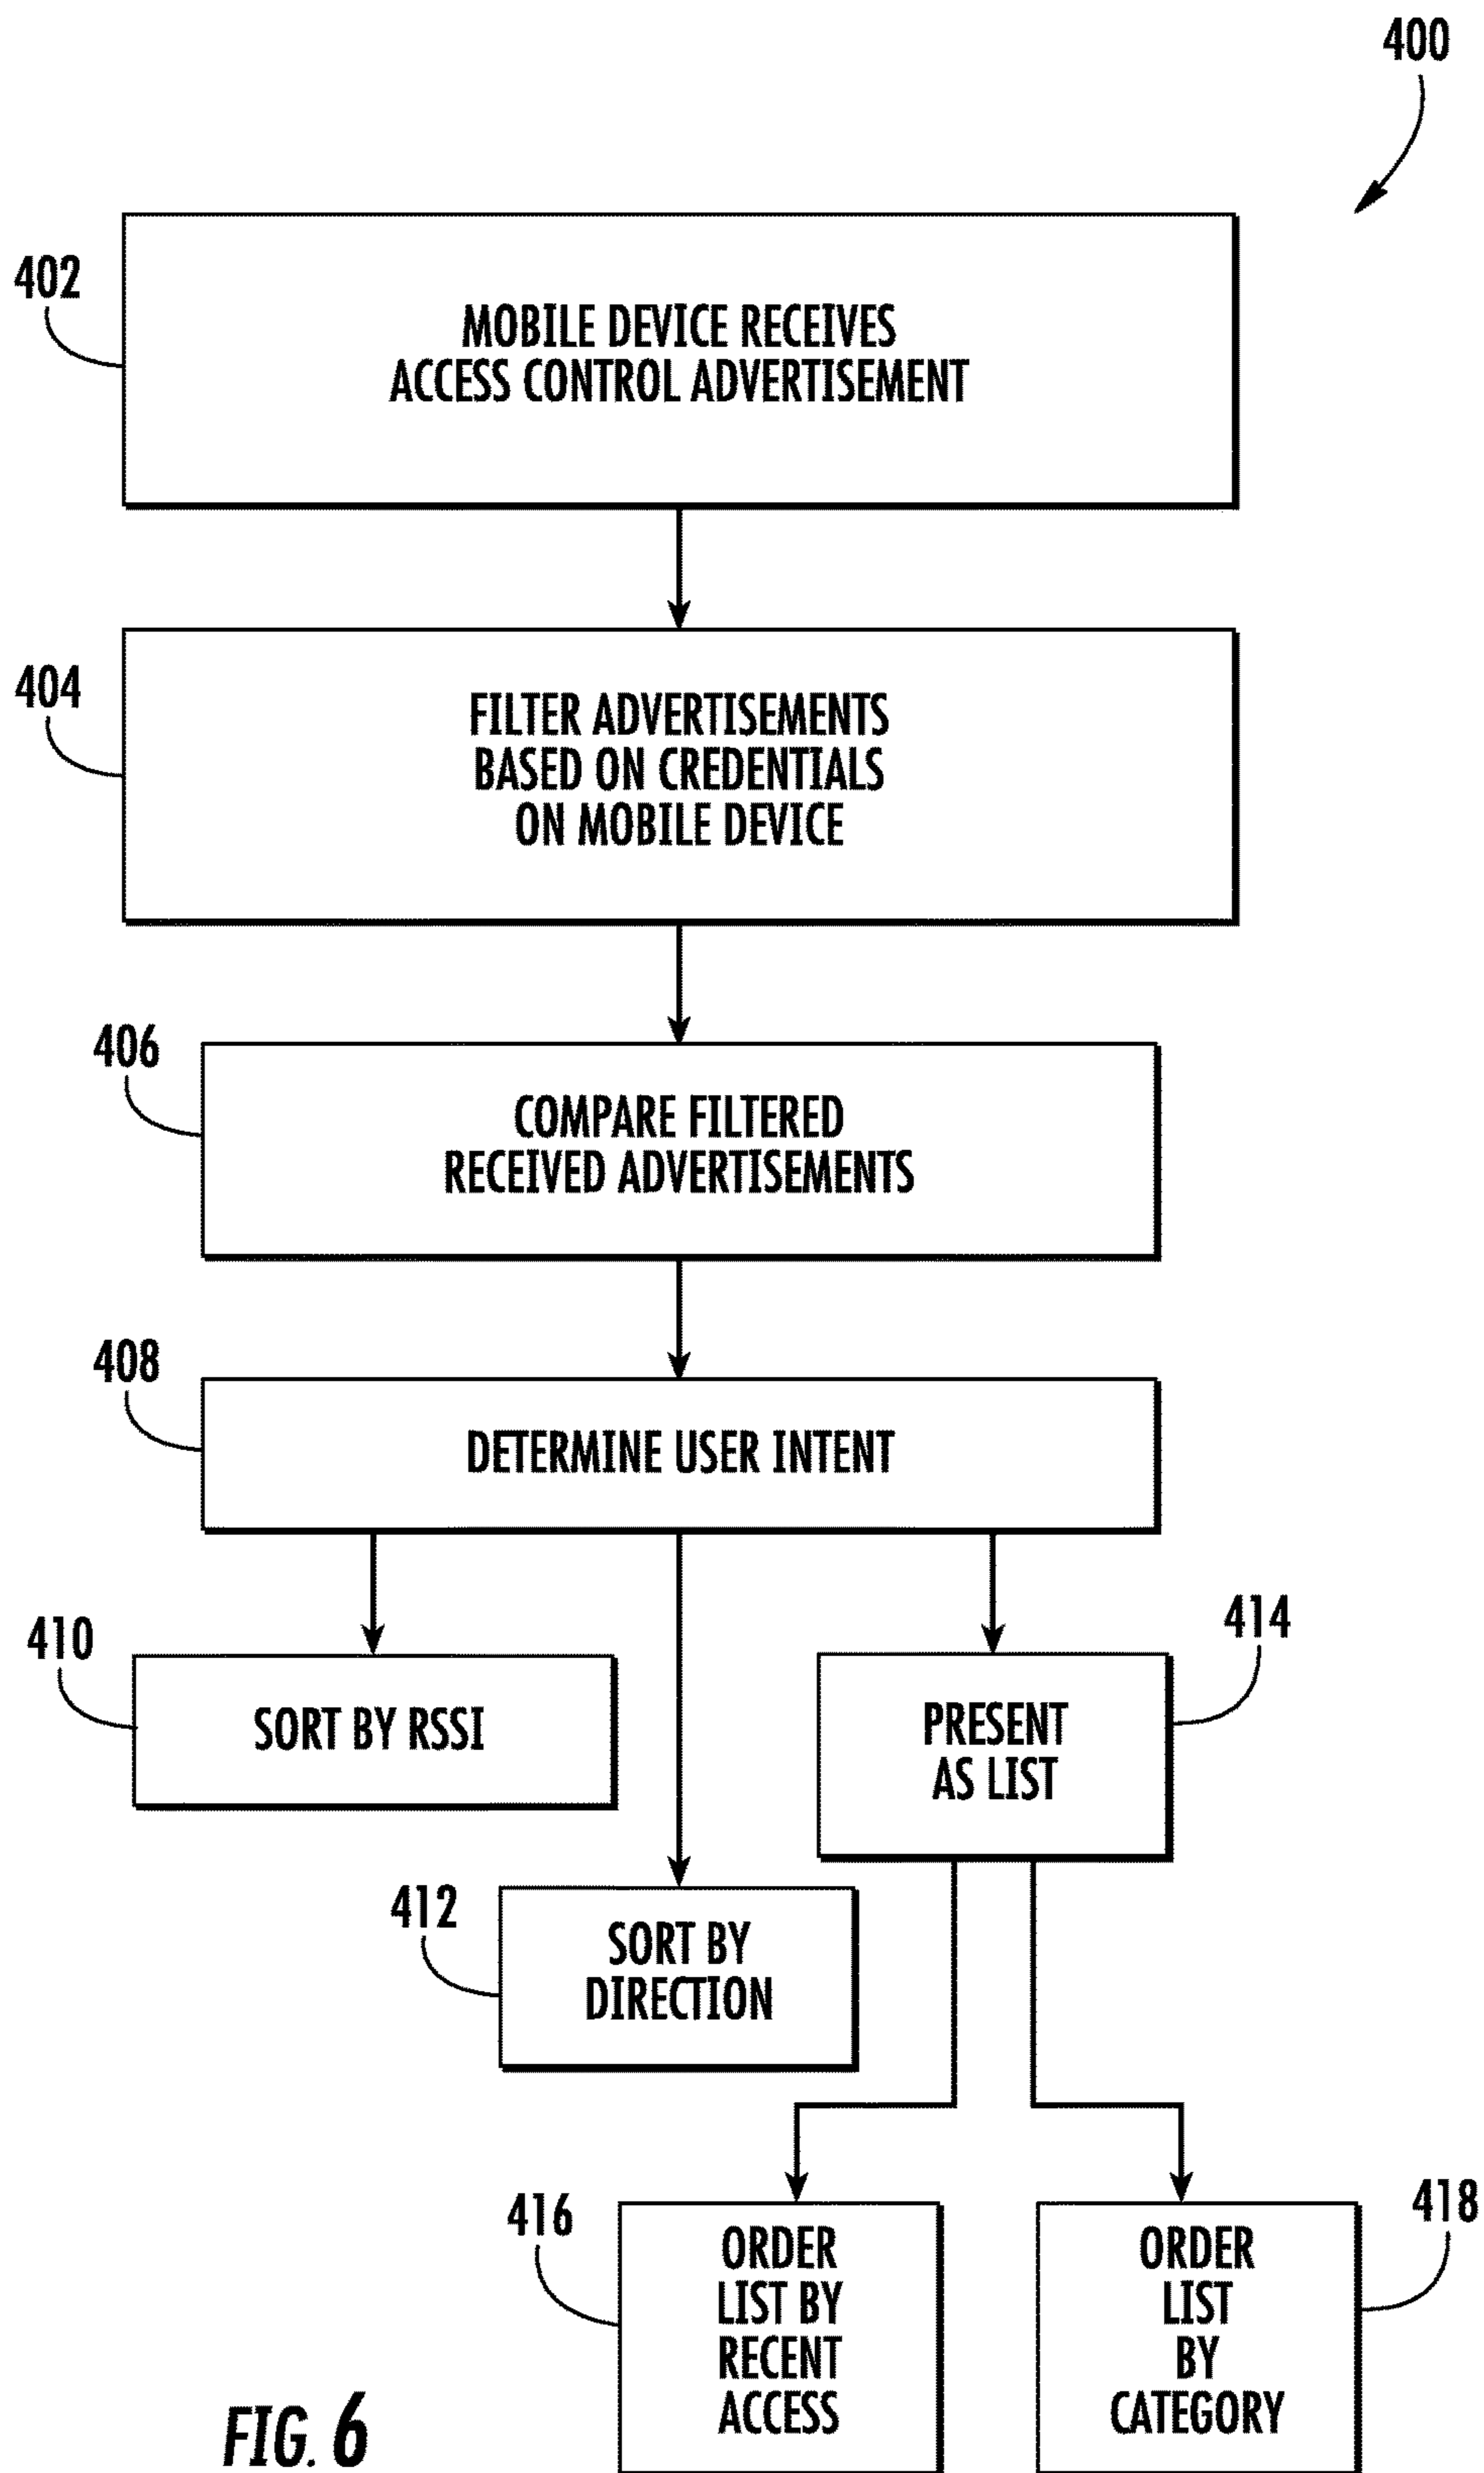 400
402
MOBILE DEVICE RECEIVES
ACCESS CONTROL ADVERTISEMENT
404
FILTER ADVERTISEMENTS
BASED ON CREDENTIALS
ON MOBILE DEVICE
406
COMPARE FILTERED
RECEIVED ADVERTISEMENTS
408
DETERMINE USER INTENT
410
SORT BY RSSI
414
PRESENT
AS LIST
412
SORT BY
DIRECTION
416
ORDER
LIST BY
RECENT
ACCESS
418
ORDER
LIST
BY
CATEGORY
FIG. 6